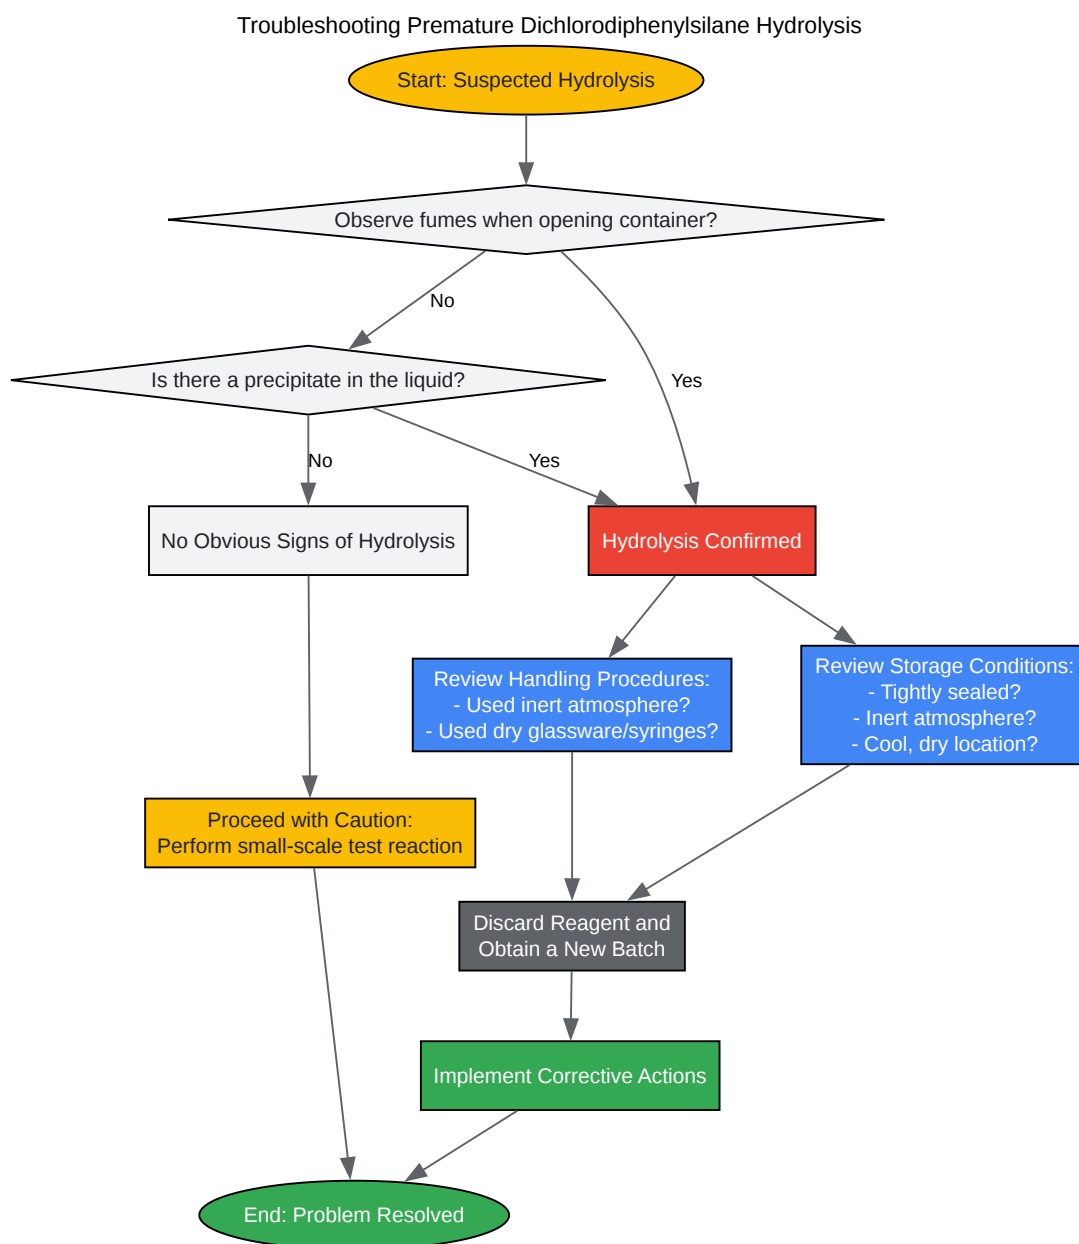 Troubleshooting Premature Dichlorodiphenylsilane Hydrolysis
Start: Suspected Hydrolysis
Observe fumes when opening container?
No
Yes
Is there a precipitate in the liquid?
No
Yes
No Obvious Signs of Hydrolysis
Hydrolysis Confirmed
Review Handling Procedures:
- Used inert atmosphere?
- Used dry glassware/syringes?
Review Storage Conditions:
- Tightly sealed?
- Inert atmosphere?
- Cool, dry location?
Proceed with Caution:
Perform small-scale test reaction
Discard Reagent and
Obtain a New Batch
Implement Corrective Actions
End: Problem Resolved